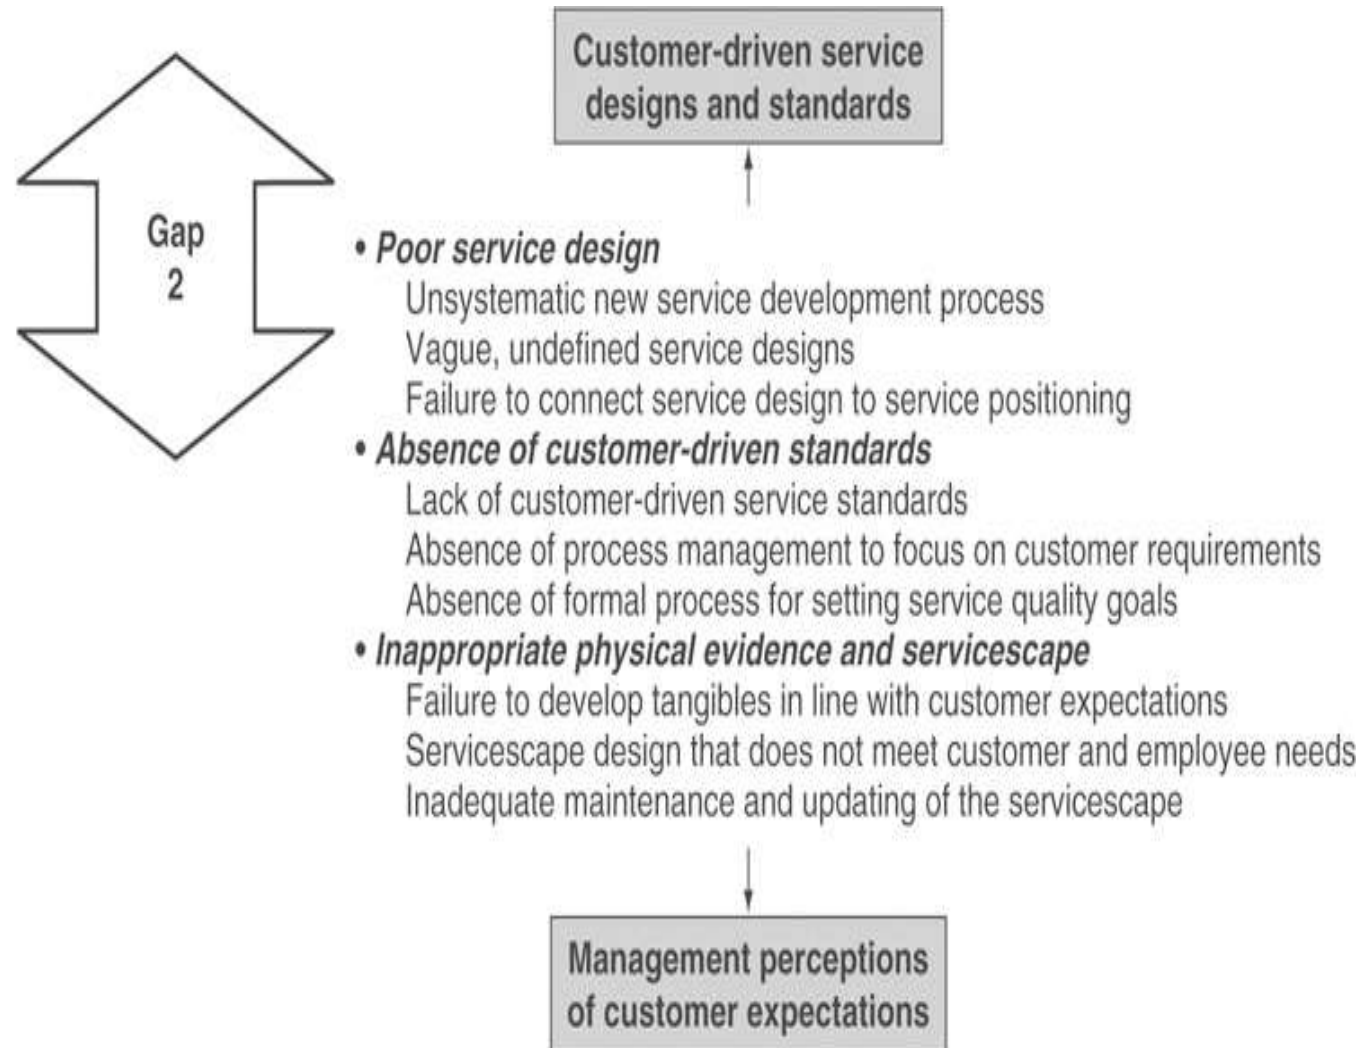 Customer-driven service
designs and standards
Gap
2
• Poor service design
Unsystematic new service development process
Vague, undefined service designs
Failure to connect service design to service positioning
• Absence of customer-driven standards
Lack of customer-driven service standards
Absence of process management to focus on customer requirements
Absence of formal process for setting service quality goals
• Inappropriate physical evidence and servicescape
Failure to develop tangibles in line with customer expectations
Servicescape design that does not meet customer and employee needs
Inadequate maintenance and updating of the servicescape
Management perceptions
of customer expectations